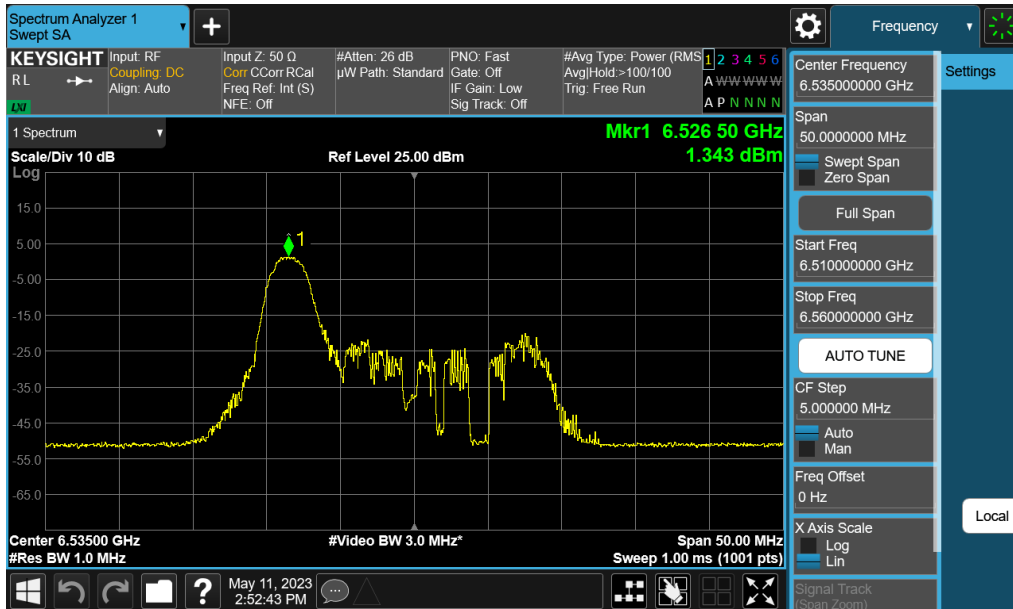 Spectrum Analyzer 1
Swept SA
+
Frequency
KEYSIGHT
RL
LXI
Input: RF
Coupling: DC
Align: Auto
Input Z: 50 Ω
Corr CCorr RCal
Freq Ref: Int (S)
NFE: Off
#Atten: 26 dB
µW Path: Standard
PNO: Fast
Gate: Off
IF Gain: Low
Sig Track: Off
#Avg Type: Power (RMS
Avg|Hold:>100/100
Trig: Free Run
1 2 3 4 5 6
A W W W W W
A P N N N N
1 Spectrum
Scale/Div 10 dB
Log
Ref Level 25.00 dBm
Mkr1 6.526 50 GHz
1.343 dBm
15.0
5.00
-5.00
-15.0
-25.0
-35.0
-45.0
-55.0
-65.0
1
Center 6.53500 GHz
#Res BW 1.0 MHz
#Video BW 3.0 MHz*
Span 50.00 MHz
Sweep 1.00 ms (1001 pts)
?
May 11, 2023
2:52:43 PM
Center Frequency
6.535000000 GHz
Span
50.0000000 MHz
Swept Span
Zero Span
Full Span
Start Freq
6.510000000 GHz
Stop Freq
6.560000000 GHz
AUTO TUNE
CF Step
5.000000 MHz
Auto
Man
Freq Offset
0 Hz
X Axis Scale
Log
Lin
Signal Track
(Span Zoom)
Settings
Local